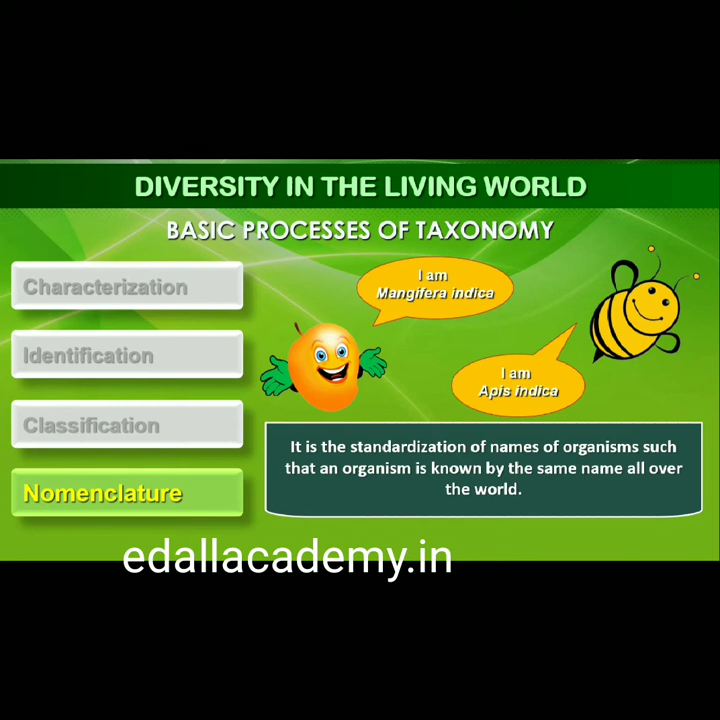 DIVERSITY IN THE LIVING WORLD
BASIC PROCESSES OF TAXONOMY
Characterization
Identification
Classification
Nomenclature
I am
Mangifera indica
I am
Apis indica
It is the standardization of names of organisms such
that an organism is known by the same name all over
the world.
edallacademy.in